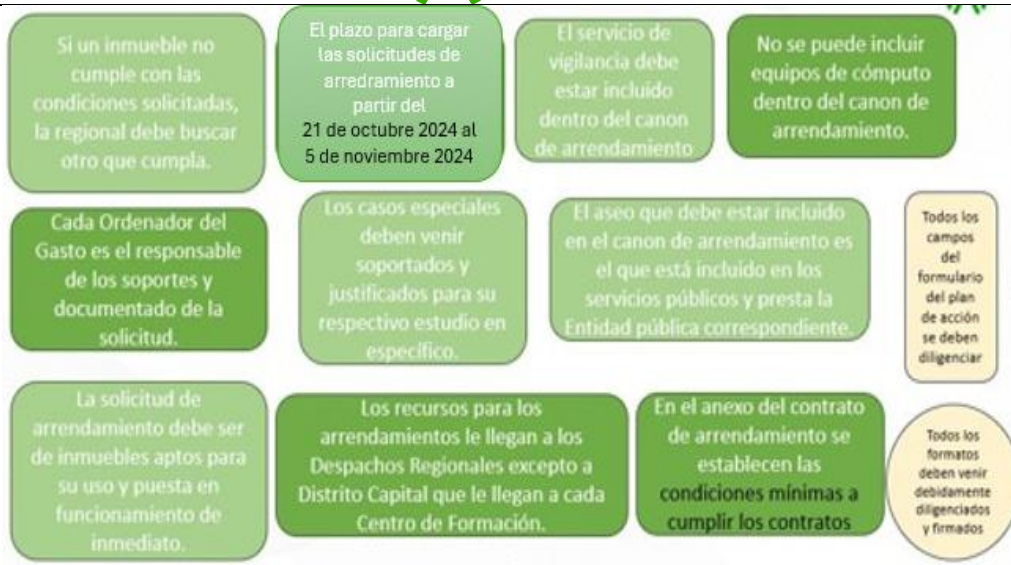 Si un inmueble no
cumple con las
condiciones solicitadas,
la regional debe buscar
otro que cumpla.
El plazo para cargar
las solicitudes de
arredramiento a
partir del
21 de octubre 2024 al
5 de noviembre 2024
El servicio de
vigilancia debe
estar incluido
dentro del canon
de arrendamiento
No se puede incluir
equipos de cómputo
dentro del canon de
arrendamiento.
Cada Ordenador del
Gasto es el responsable
de los soportes y
documentado de la
solicitud.
Los casos especiales
deben venir
soportados y
justificados para su
respectivo estudio en
específico.
El aseo que debe estar incluido
en el canon de arrendamiento es
el que está incluido en los
servicios públicos y presta la
Entidad pública correspondiente.
Todos los
campos
del
formulario
del plan
de acción
se deben
diligenciar
La solicitud de
arrendamiento debe ser
de inmuebles aptos para
su uso y puesta en
funcionamiento de
inmediato.
Los recursos para los
arrendamientos le llegan a los
Despachos Regionales excepto a
Distrito Capital que le llegan a cada
Centro de Formación.
En el anexo del contrato
de arrendamiento se
establecen las
condiciones mínimas a
cumplir los contratos
Todos los
formatos
deben venir
debidamente
diligenciados
y firmados